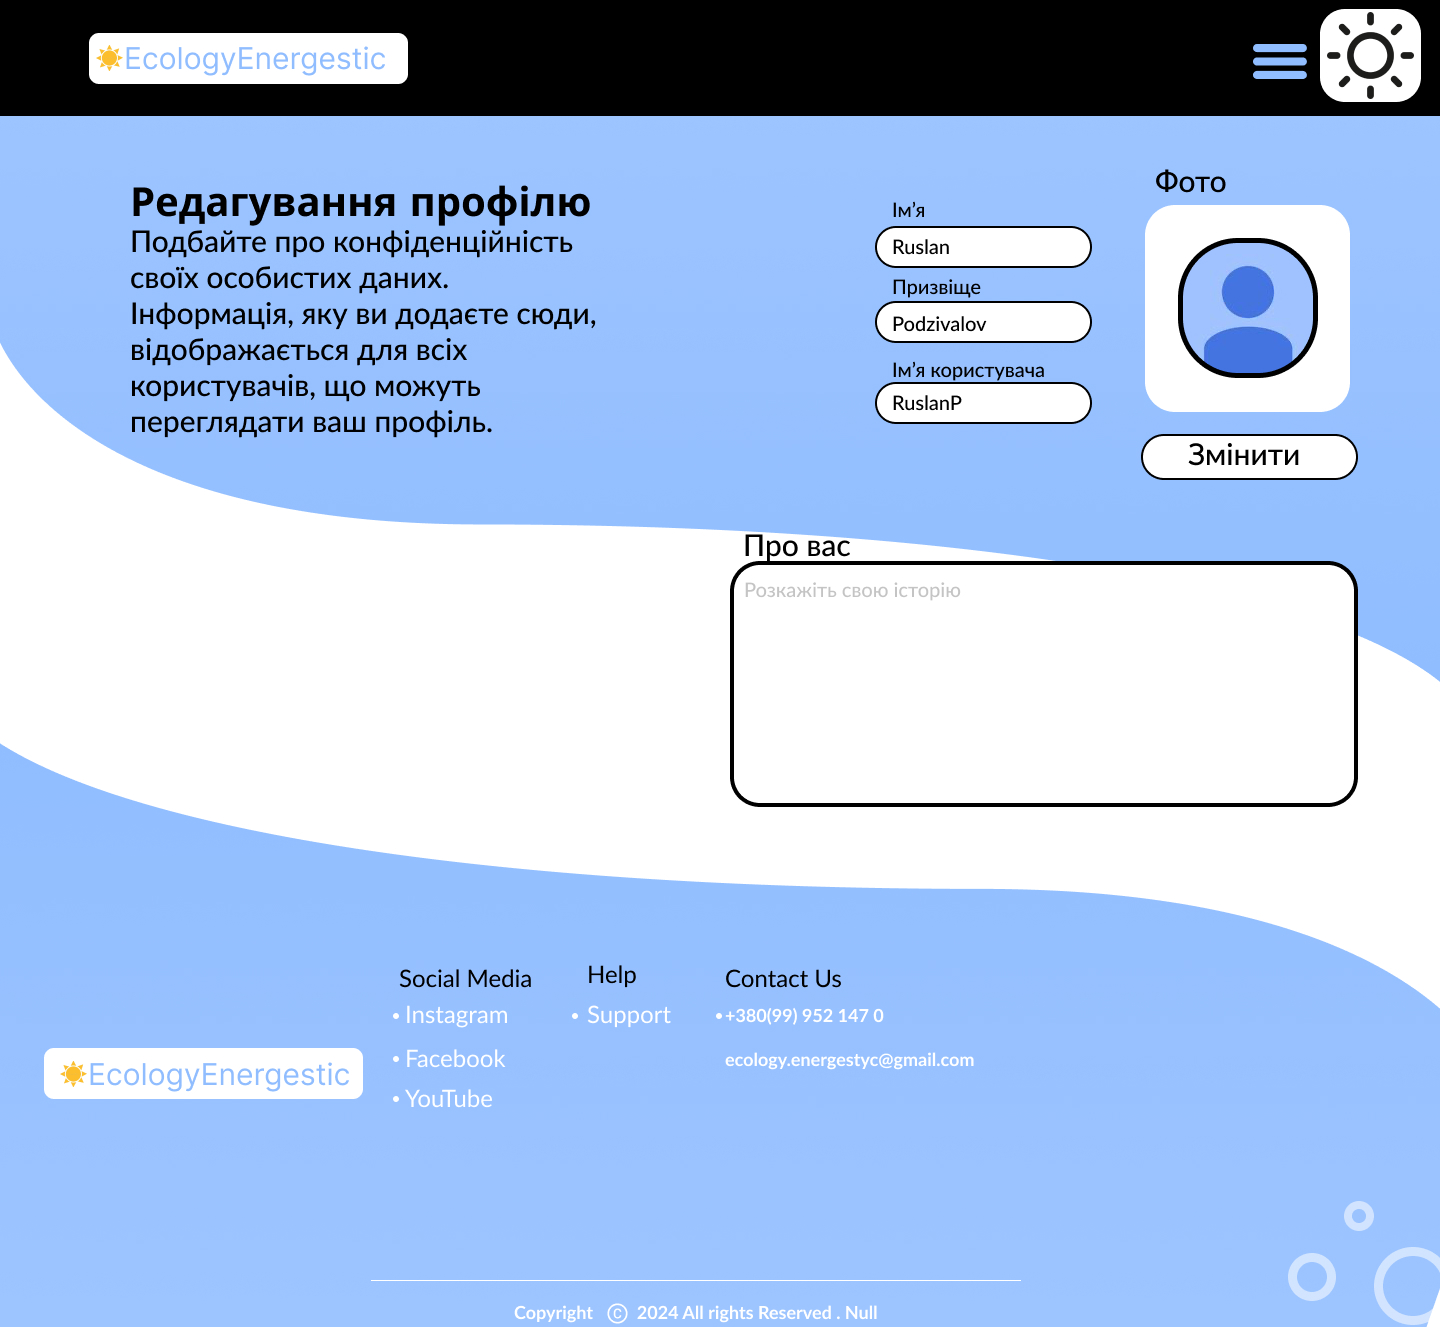 EcologyEnergestic
Редагування профілю
Подбайте про конфіденційність
своїх особистих даних.
Інформація, яку ви додаєте сюди,
відображається для всіх
користувачів, що можуть
переглядати ваш профіль.
Ім’я
Ruslan
Призвіще
Podzivalov
Ім’я користувача
RuslanP
Фото
Змінити
Про вас
Розкажіть свою історію
EcologyEnergestic
Social Media
• Instagram
• Facebook
• YouTube
Help
• Support
Contact Us
• +380(99) 952 147 0
ecology.energestyc@gmail.com
Copyright © 2024 All rights Reserved . Null